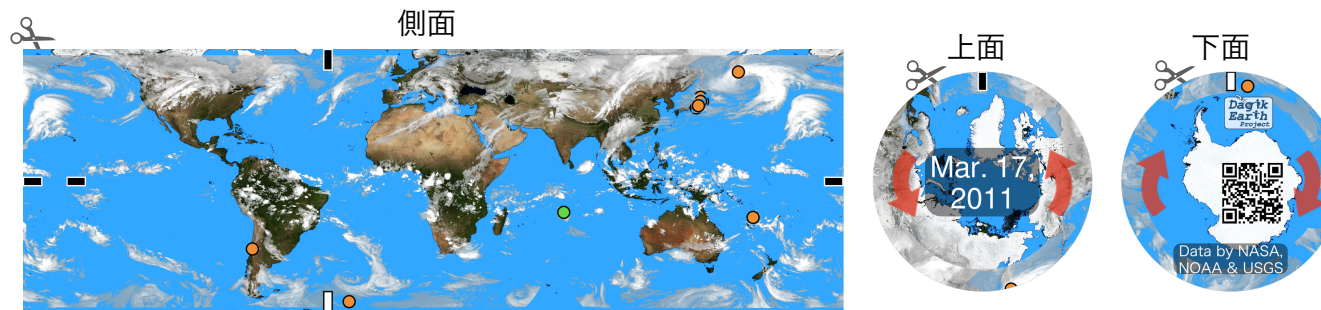 側面
上面
下面
Mar. 17,
2011
Dagik
Earth
Project
Data by NASA,
NOAA & USGS